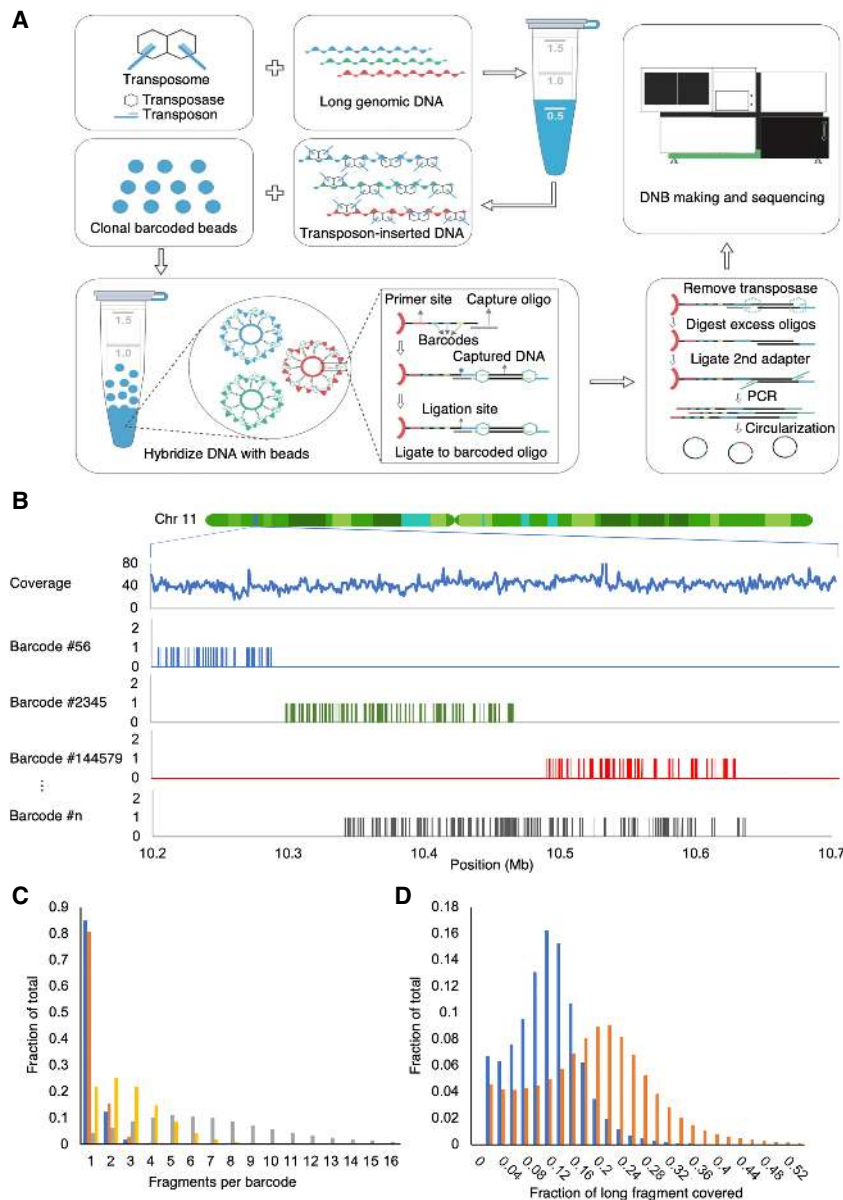 A
Transposome
Transposase
Transposon
Long genomic DNA
1.5
1.0
0.5
Clonal barcoded beads
Transposon-inserted DNA
DNB making and sequencing
1.5
1.0
Hybridize DNA with beads
Primer site
Capture oligo
Barcodes
Captured DNA
Ligation site
Ligate to barcoded oligo
Remove transposase
Digest excess oligos
Ligate 2nd adapter
PCR
Circularization
B
Chr 11
Coverage
80
40
0
Barcode #56
2
1
0
Barcode #2345
2
1
0
Barcode #144579
2
1
0
⋮
Barcode #n
2
1
0
10.2 10.3 10.4 10.5 10.6 10.7
Position (Mb)
C
Fraction of total
0.9
0.8
0.7
0.6
0.5
0.4
0.3
0.2
0.1
0
1 2 3 4 5 6 7 8 9 10 11 12 13 14 15 16
Fragments per barcode
D
Fraction of total
0.18
0.16
0.14
0.12
0.1
0.08
0.06
0.04
0.02
0
0 0.04 0.08 0.12 0.16 0.2 0.24 0.28 0.32 0.36 0.4 0.44 0.48 0.52
Fraction of long fragment covered